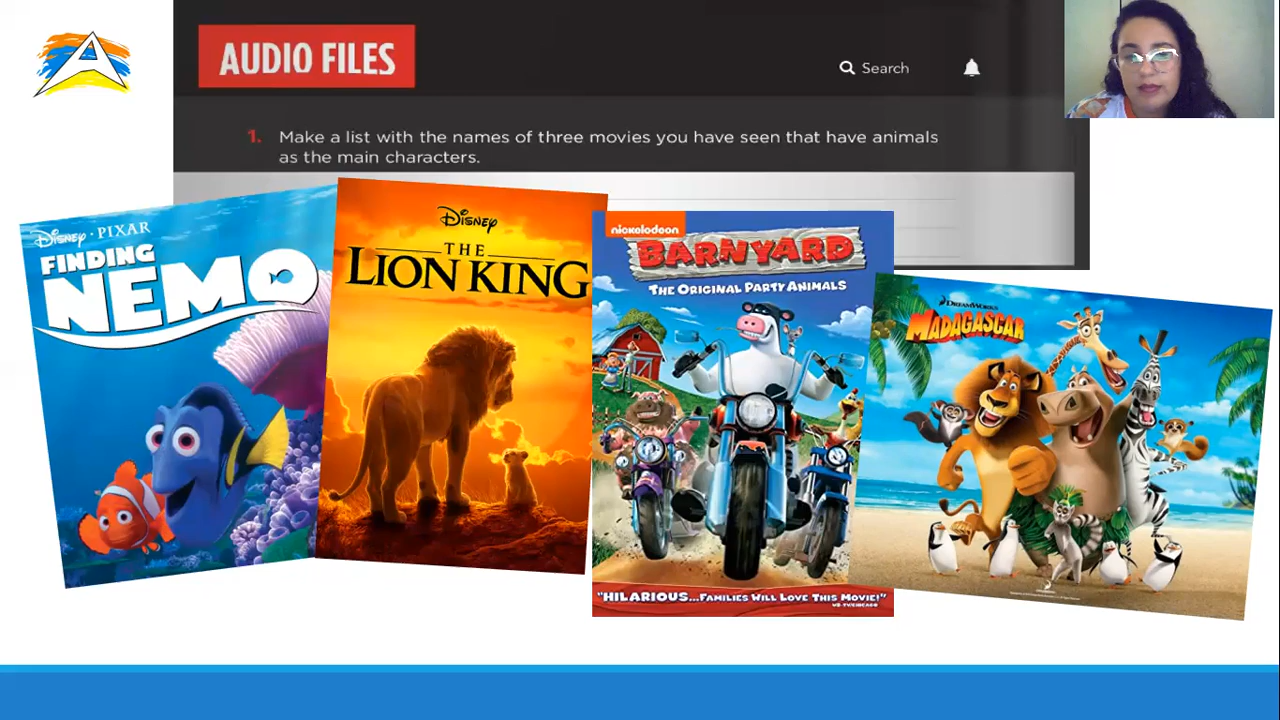 A
AUDIO FILES
Search
1. Make a list with the names of three movies you have seen that have animals
as the main characters.
DISNEY · PIXAR
FINDING
NEMO
Disney
THE
LION KING
nickelodeon
BARNYARD
THE ORIGINAL PARTY ANIMALS
"HILARIOUS...FAMILIES WILL LOVE THIS MOVIE!"
DREAMWORKS
MADAGASCAR